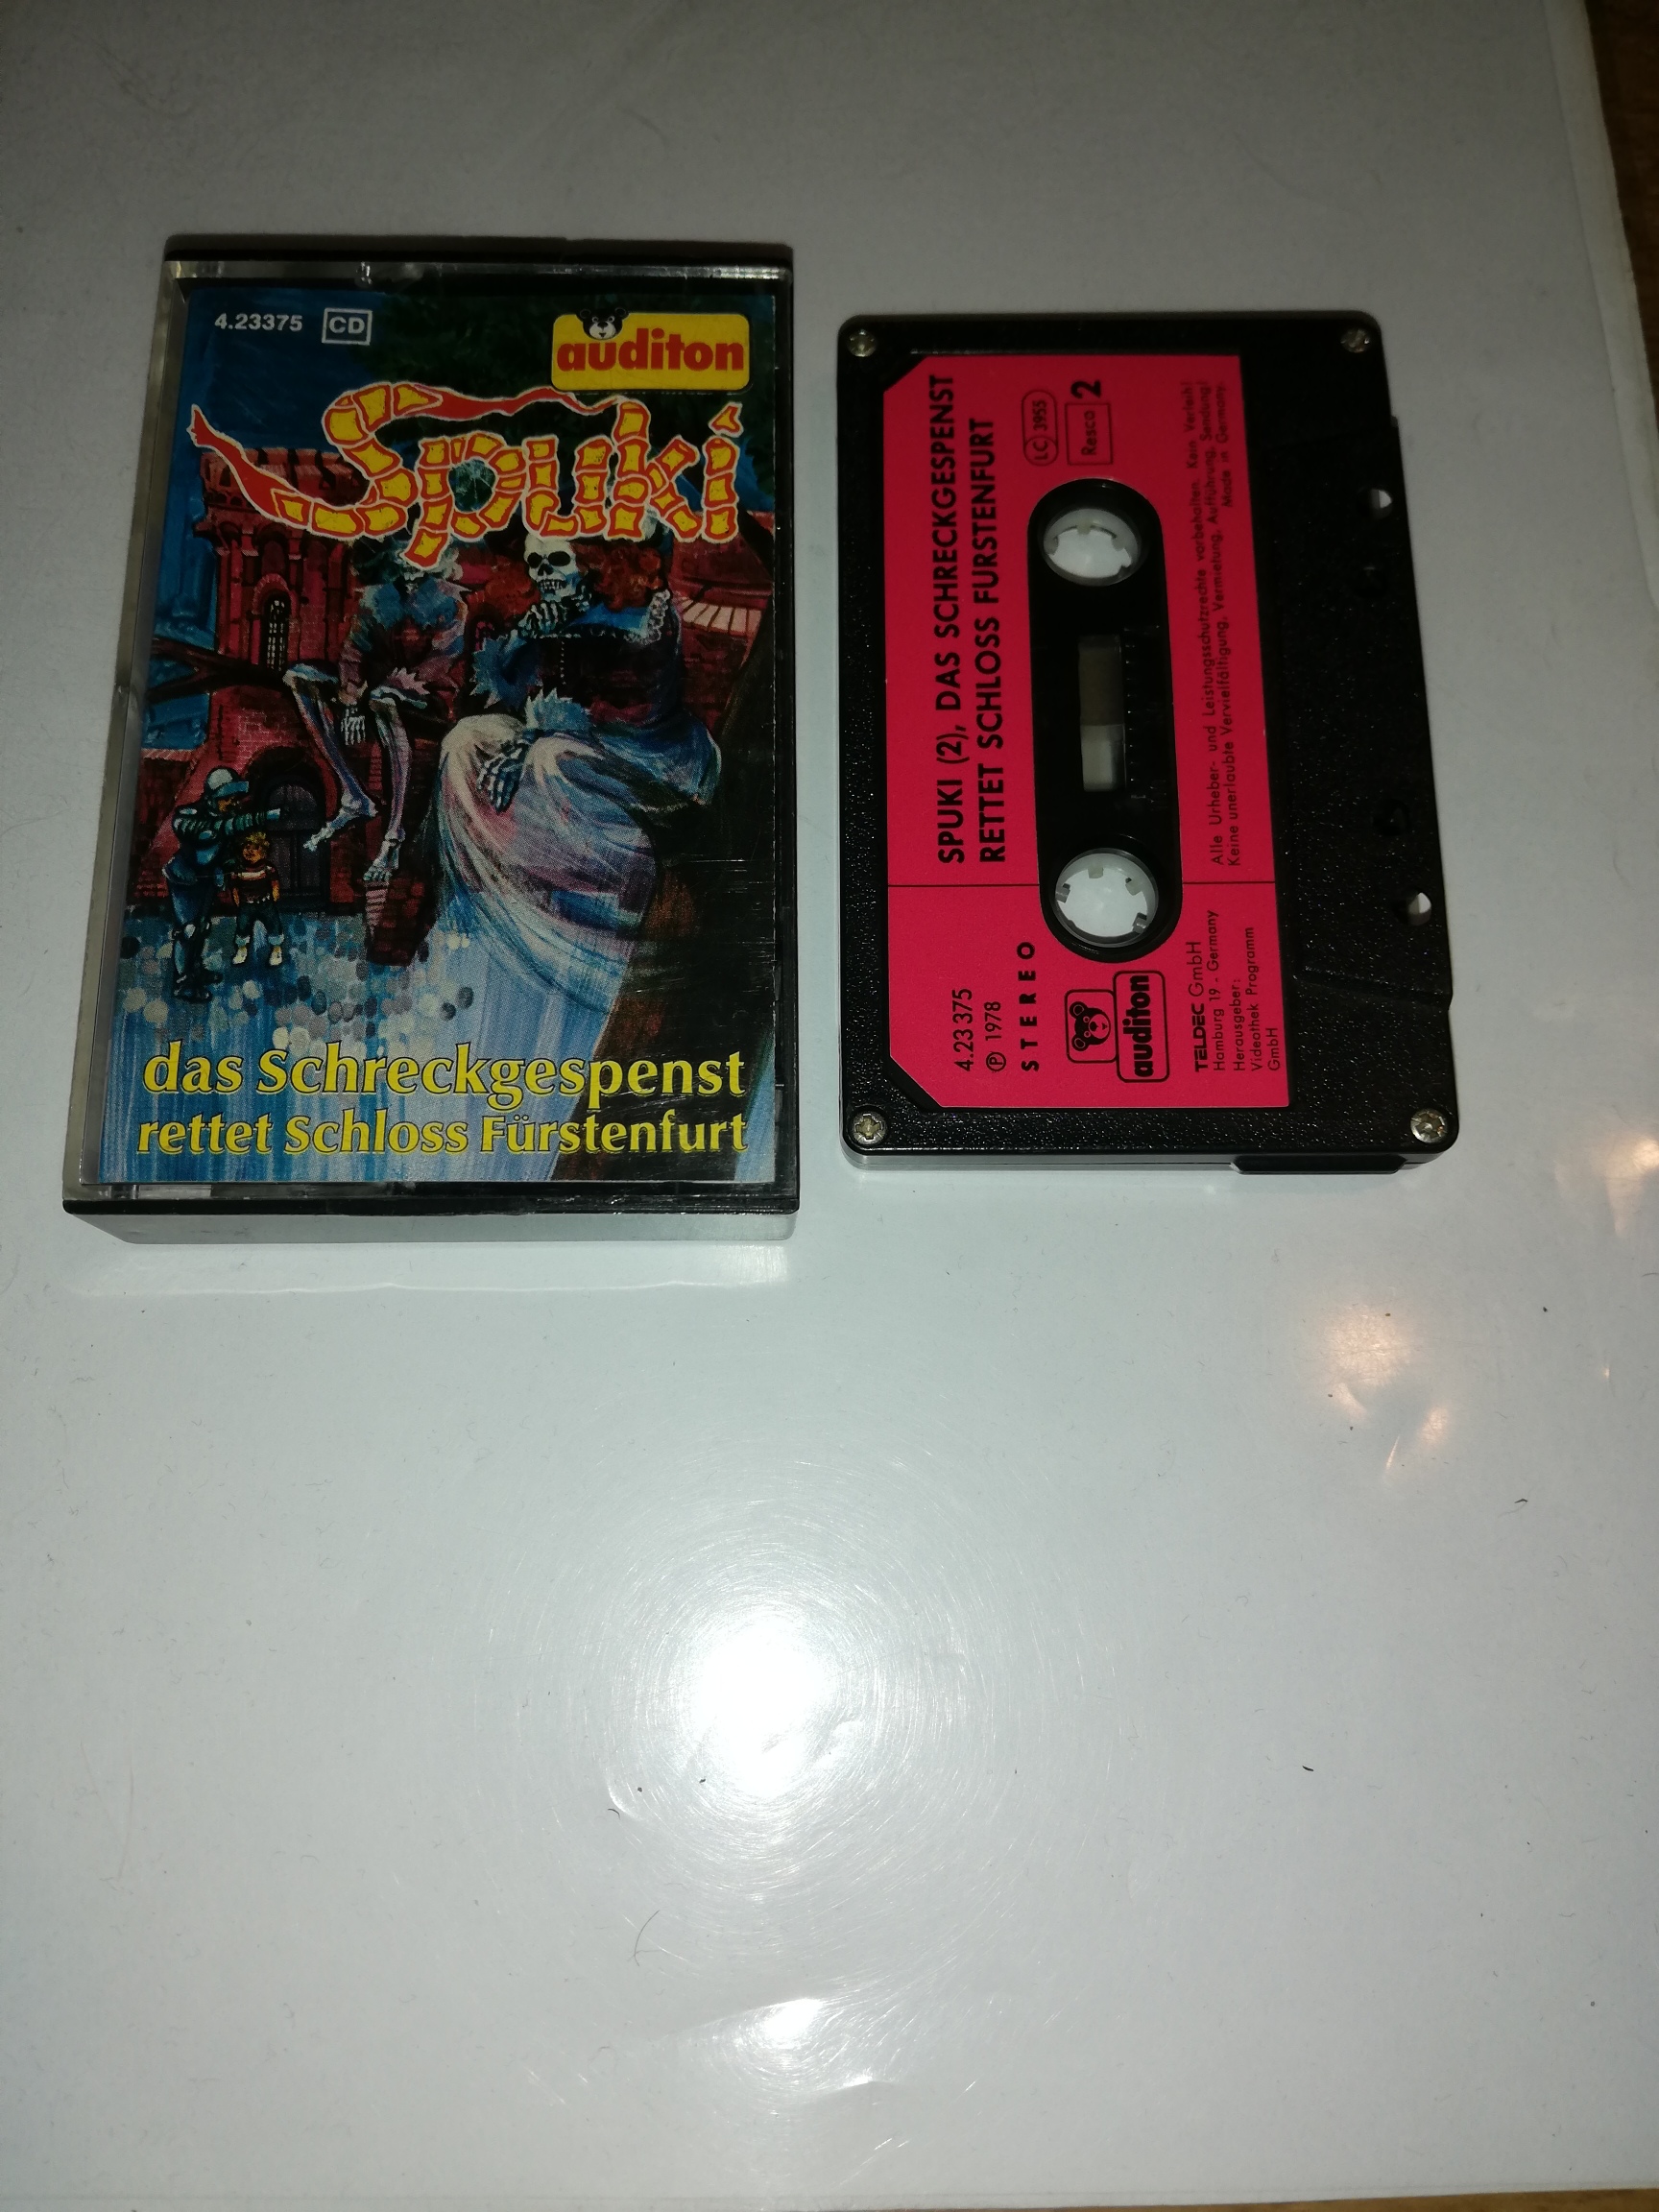 4.23375 CD
auditon
Spuki
das Schreckgespenst
rettet Schloss Fürstenfurt
SPUKI (2), DAS SCHRECKGESPENST
RETTET SCHLOSS FÜRSTENFURT
LC 3955
Resca 2
4.23 375
Ⓟ 1978
STEREO
auditon
TELDEC GmbH
Hamburg 19 - Germany
Herausgeber:
Videothek Programm
GmbH
Alle Urheber- und Leistungsschutzrechte vorbehalten. Kein Verleih!
Keine unerlaubte Vervielfältigung, Vermietung, Aufführung, Sendung!
Made in Germany.